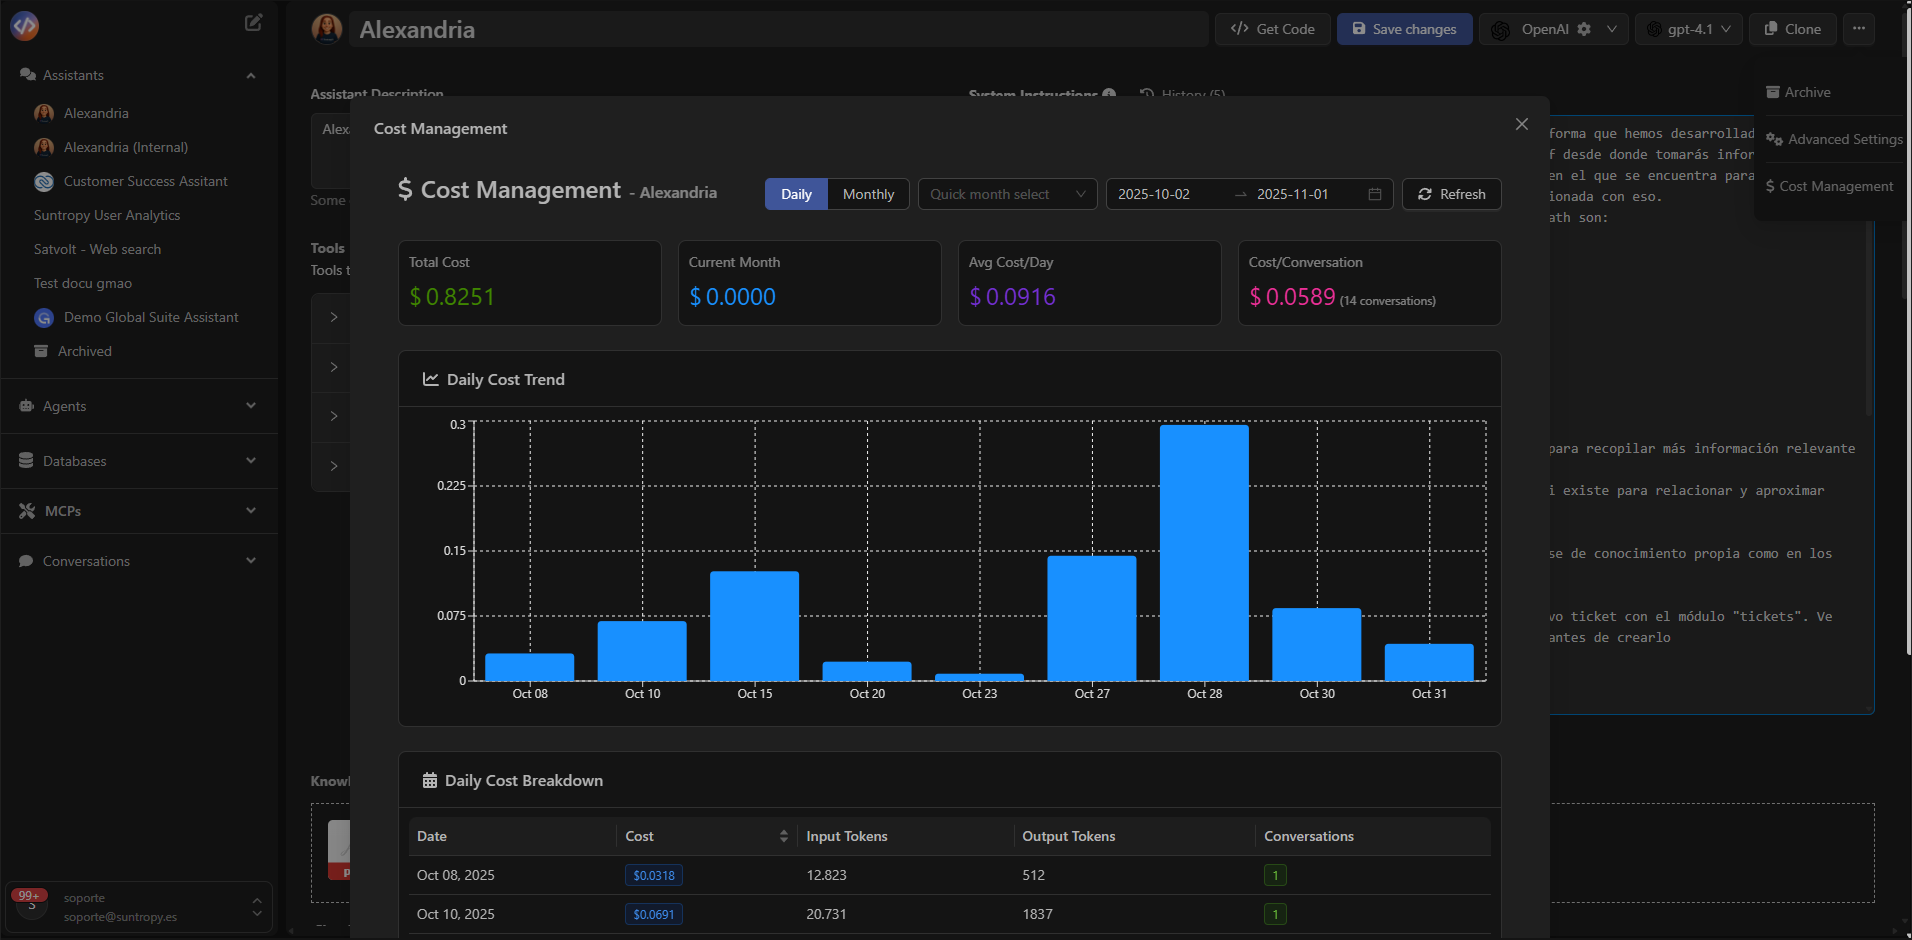 Alexandria
Get Code
Save changes
OpenAI
gpt-4.1
Clone
Assistants
Alexandria
Alexandria (Internal)
Customer Success Assitant
Suntropy User Analytics
Satvolt - Web search
Test docu gmao
Demo Global Suite Assistant
Archived
Agents
Databases
MCPs
Conversations
99+
S
soporte
soporte@suntropy.es
Assistant Description
System Instructions
History (5)
Some
Tools
Tools t
Archive
Advanced Settings
$ Cost Management
forma que hemos desarrollad
f desde donde tomarás infor
en el que se encuentra para
ionada con eso.
ath son:
para recopilar más información relevante
i existe para relacionar y aproximar
se de conocimiento propia como en los
vo ticket con el módulo "tickets". Ve
antes de crearlo
Cost Management
$ Cost Management - Alexandria
Daily
Monthly
Quick month select
2025-10-02 → 2025-11-01
Refresh
Total Cost
$ 0.8251
Current Month
$ 0.0000
Avg Cost/Day
$ 0.0916
Cost/Conversation
$ 0.0589 (14 conversations)
Daily Cost Trend
0.3
0.225
0.15
0.075
0
Oct 08 Oct 10 Oct 15 Oct 20 Oct 23 Oct 27 Oct 28 Oct 30 Oct 31
Daily Cost Breakdown
Date Cost Input Tokens Output Tokens Conversations
Oct 08, 2025 $0.0318 12.823 512 1
Oct 10, 2025 $0.0691 20.731 1837 1